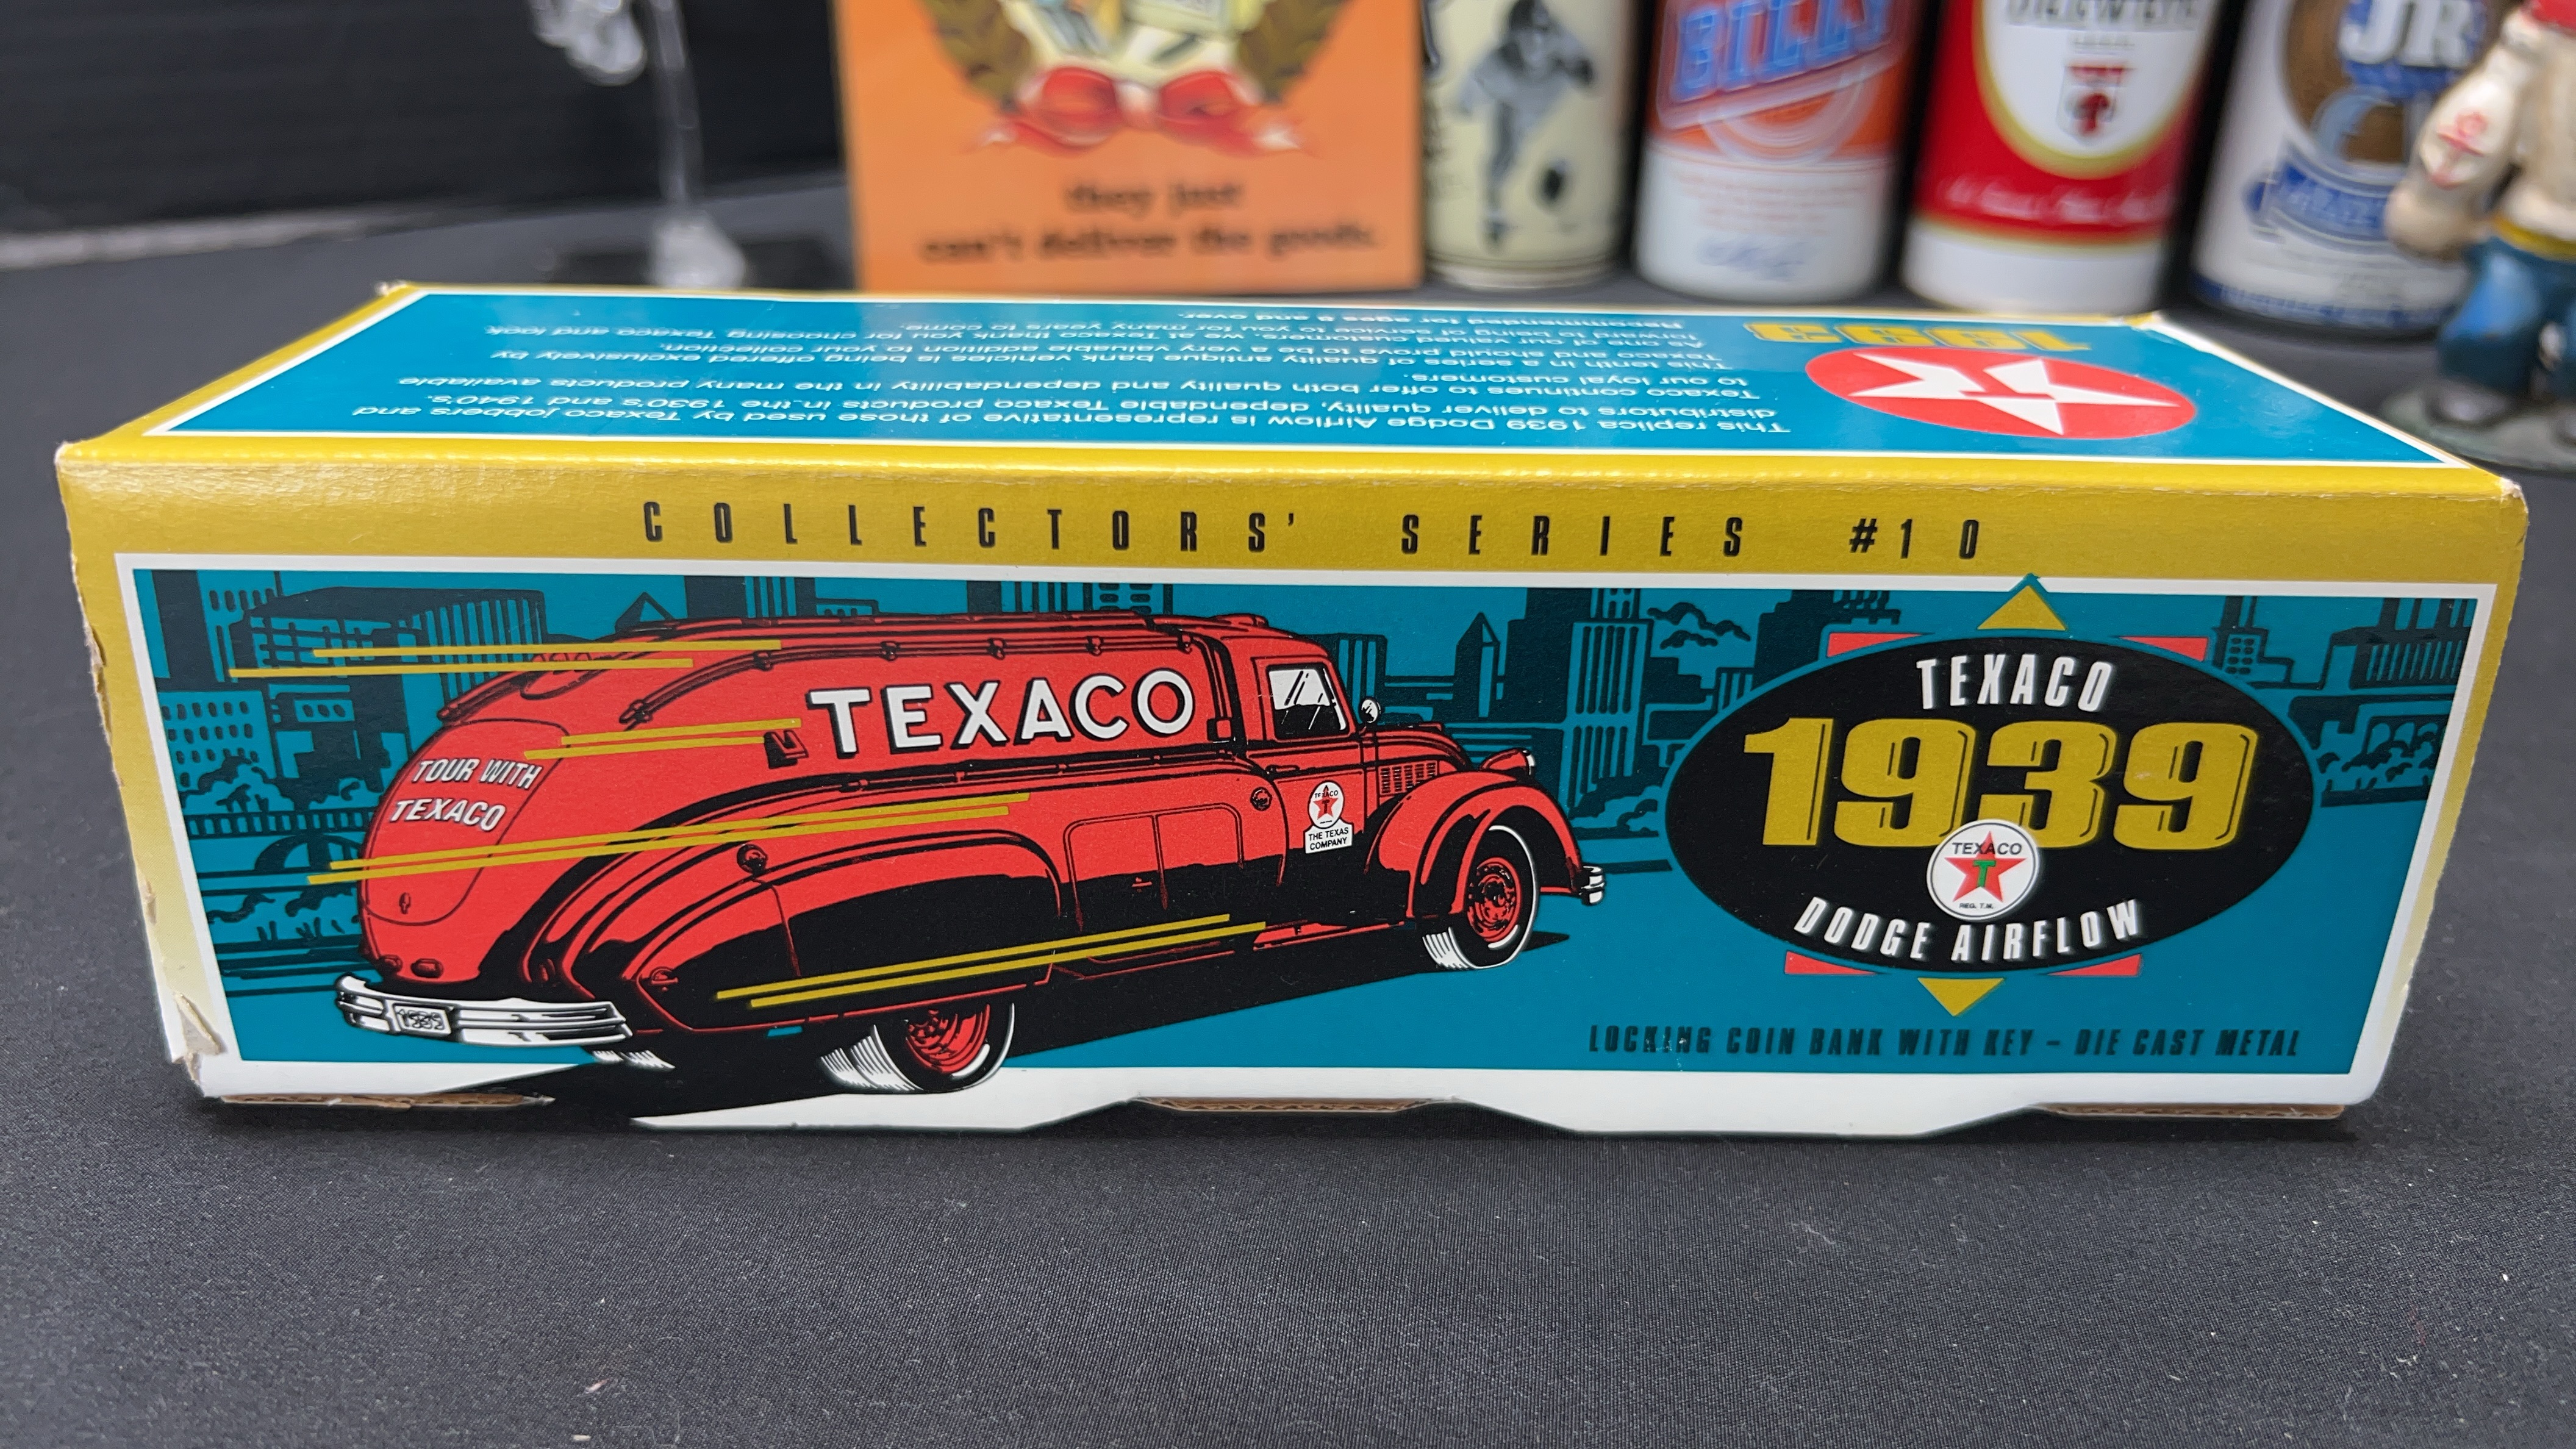 they just
can't deliver the goods.
BILLY
JR
1993
This replica 1939 Dodge Airflow is representative of those used by Texaco jobbers and
distributors to deliver quality, dependable Texaco products in the 1930's and 1940's.
Texaco continues to offer both quality and dependability in the many products available
to our loyal customers.
This tenth in a series of quality antique bank vehicles is being offered exclusively by
Texaco and should prove to be a valuable addition to your collection.
As one of our valued customers, we at Texaco thank you for choosing Texaco and look
forward of service to you for many years to come.
Recommended for ages 3 and over.
COLLECTORS' SERIES #10
TEXACO
TOUR WITH
TEXACO
TEXACO
T
THE TEXAS
COMPANY
1939
TEXACO
1939
TEXACO
T
REG. T.M.
DODGE AIRFLOW
LOCKING COIN BANK WITH KEY - DIE CAST METAL